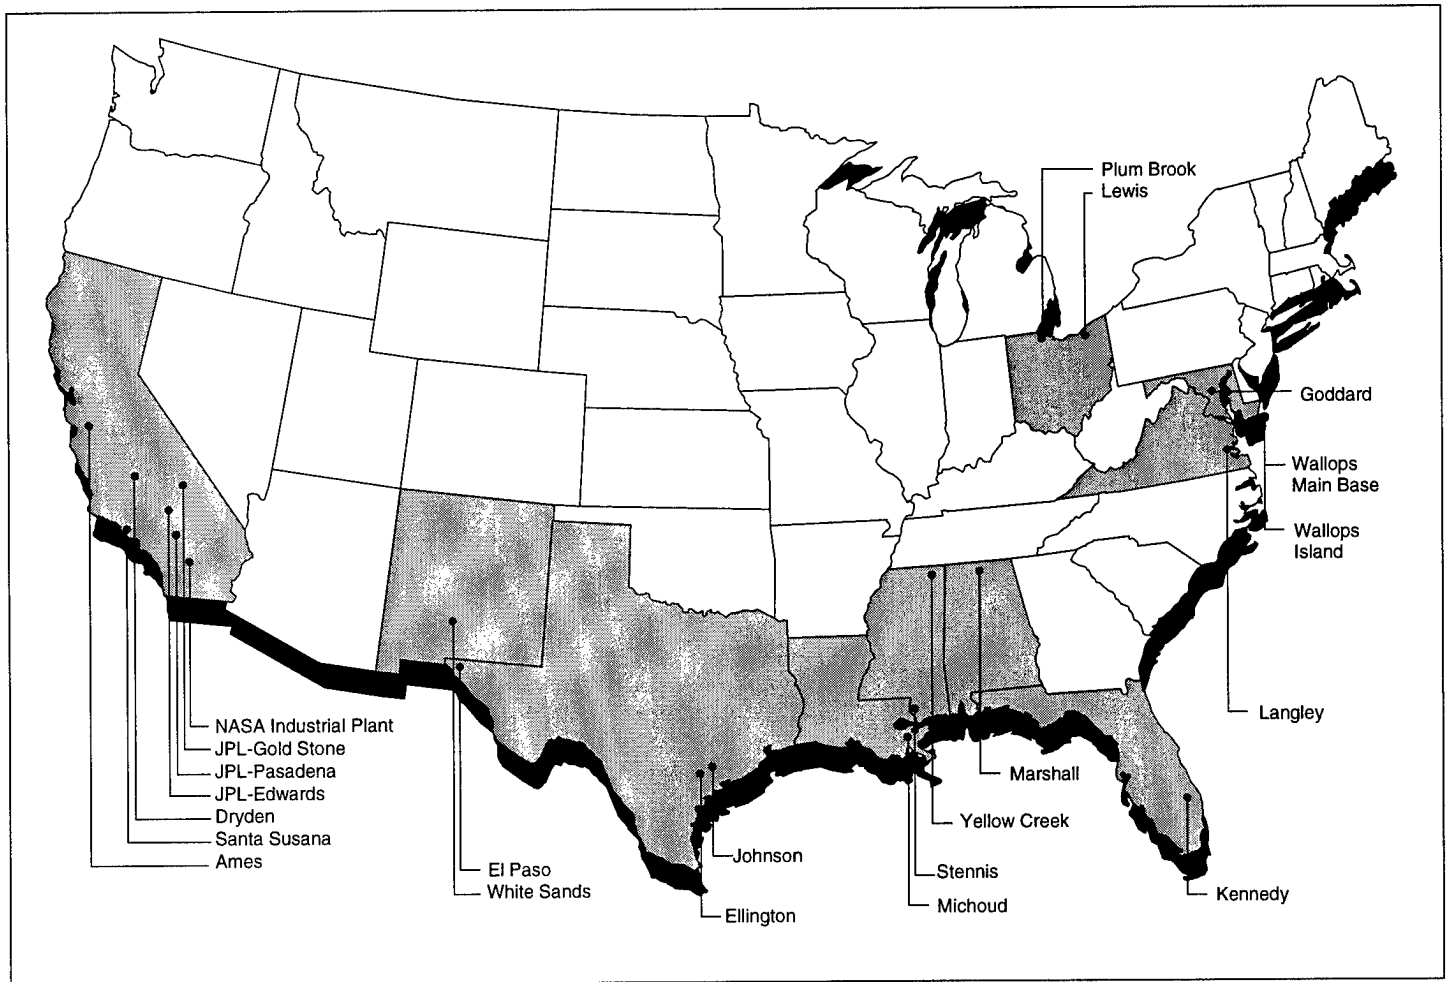 Plum Brook
Lewis
Goddard
Wallops
Main Base
Wallops
Island
Langley
NASA Industrial Plant
JPL-Gold Stone
JPL-Pasadena
JPL-Edwards
Dryden
Santa Susana
Ames
El Paso
White Sands
Johnson
Ellington
Marshall
Yellow Creek
Stennis
Michoud
Kennedy